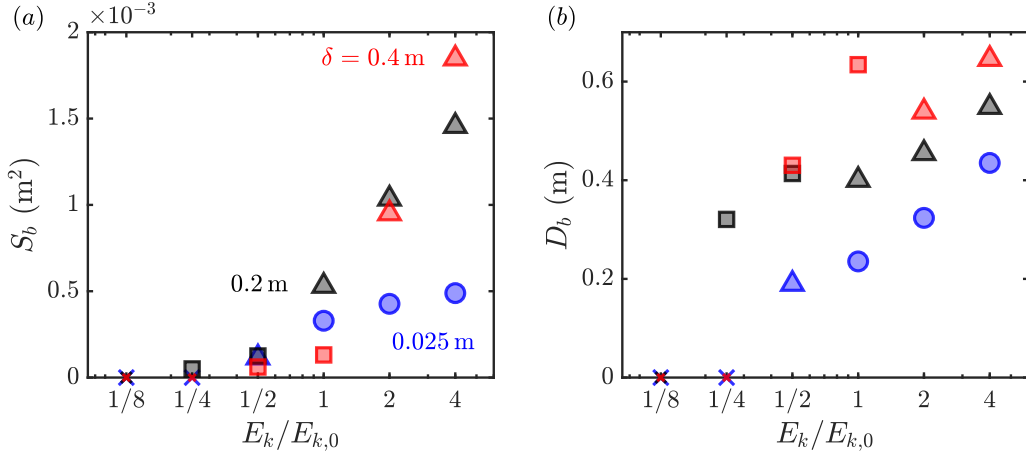 (a)
×10⁻³
2
1.5
1
0.5
0
S_b (m²)
δ = 0.4 m
0.2 m
0.025 m
1/8 1/4 1/2 1 2 4
E_k/E_{k,0}
(b)
0.6
0.4
0.2
0
D_b (m)
1/8 1/4 1/2 1 2 4
E_k/E_{k,0}